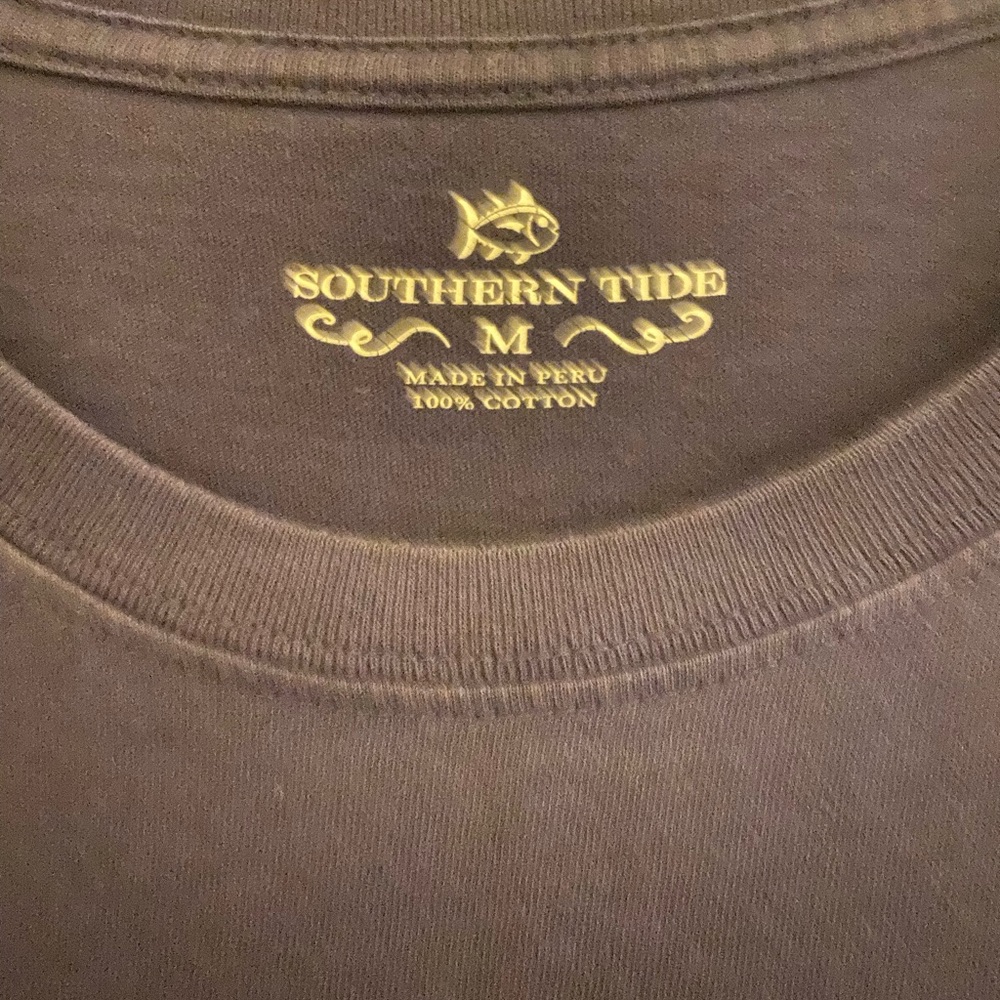 SOUTHERN TIDE
M
MADE IN PERU
100% COTTON